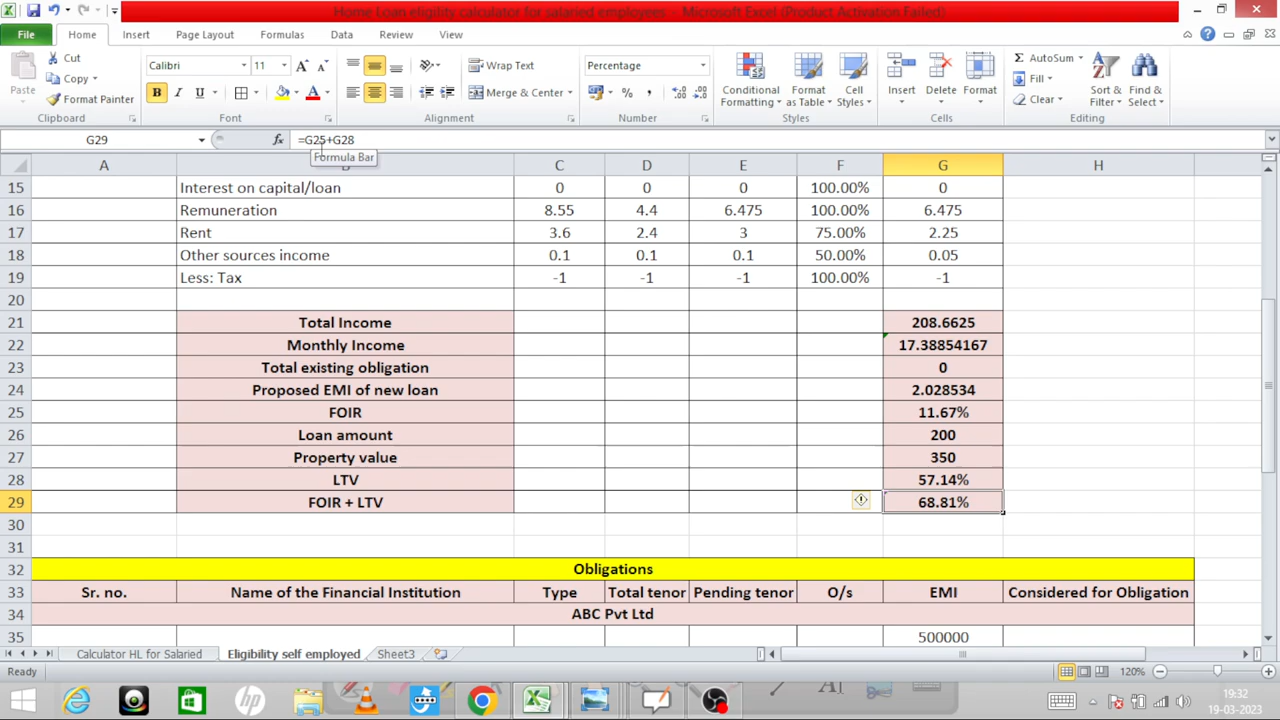 Home Loan eligility calculator for salaried employees - Microsoft Excel (Product Activation Failed)
File Home Insert Page Layout Formulas Data Review View
Paste Cut Copy Format Painter Clipboard
Calibri 11 Font
Wrap Text Merge & Center Alignment
Percentage Number
Conditional Formatting Format as Table Cell Styles Styles
Insert Delete Format Cells
AutoSum Fill Clear Sort & Filter Find & Select Editing
G29 fx =G25+G28
Formula Bar
A B C D E F G H
15 Interest on capital/loan 0 0 0 100.00% 0
16 Remuneration 8.55 4.4 6.475 100.00% 6.475
17 Rent 3.6 2.4 3 75.00% 2.25
18 Other sources income 0.1 0.1 0.1 50.00% 0.05
19 Less: Tax -1 -1 -1 100.00% -1
20
21 Total Income 208.6625
22 Monthly Income 17.38854167
23 Total existing obligation 0
24 Proposed EMI of new loan 2.028534
25 FOIR 11.67%
26 Loan amount 200
27 Property value 350
28 LTV 57.14%
29 FOIR + LTV 68.81%
30
31
32 Obligations
33 Sr. no. Name of the Financial Institution Type Total tenor Pending tenor O/s EMI Considered for Obligation
34 ABC Pvt Ltd
35 500000
Calculator HL for Salaried Eligibility self employed Sheet3
Ready 120%
19:32
19-03-2023